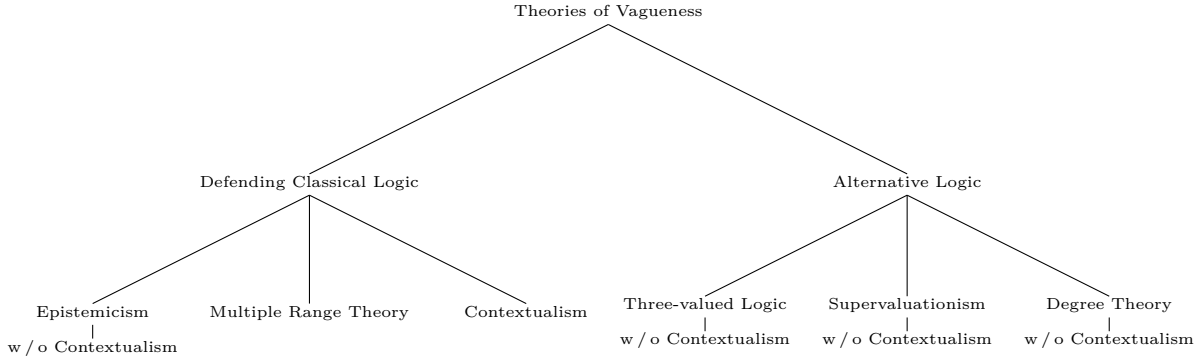 Theories of Vagueness
Defending Classical Logic
Alternative Logic
Epistemicism
w / o Contextualism
Multiple Range Theory
Contextualism
Three-valued Logic
w / o Contextualism
Supervaluationism
w / o Contextualism
Degree Theory
w / o Contextualism